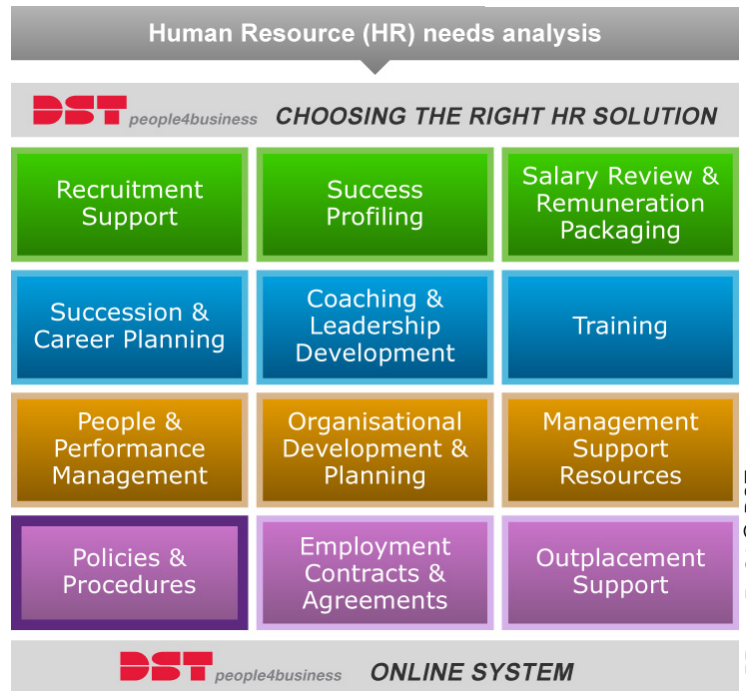 Human Resource (HR) needs analysis
DST people4business CHOOSING THE RIGHT HR SOLUTION
Recruitment
Support
Success
Profiling
Salary Review &
Remuneration
Packaging
Succession &
Career Planning
Coaching &
Leadership
Development
Training
People &
Performance
Management
Organisational
Development &
Planning
Management
Support
Resources
Policies &
Procedures
Employment
Contracts &
Agreements
Outplacement
Support
DST people4business ONLINE SYSTEM